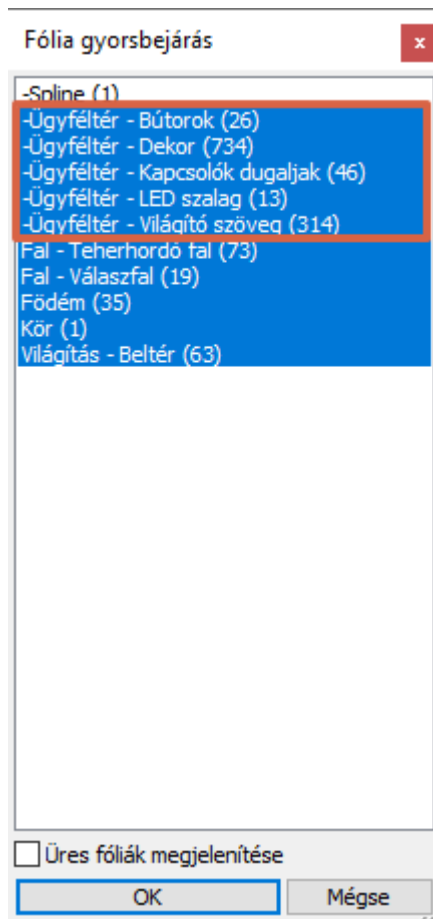 Fólia gyorsbejárás
x
-Spline (1)
-Ügyféltér - Bútorok (26)
-Ügyféltér - Dekor (734)
-Ügyféltér - Kapcsolók dugaljak (46)
-Ügyféltér - LED szalag (13)
-Ügyféltér - Világító szöveg (314)
Fal - Teherhordó fal (73)
Fal - Válaszfal (19)
Födém (35)
Kör (1)
Világítás - Beltér (63)
Üres fóliák megjelenítése
OK Mégse